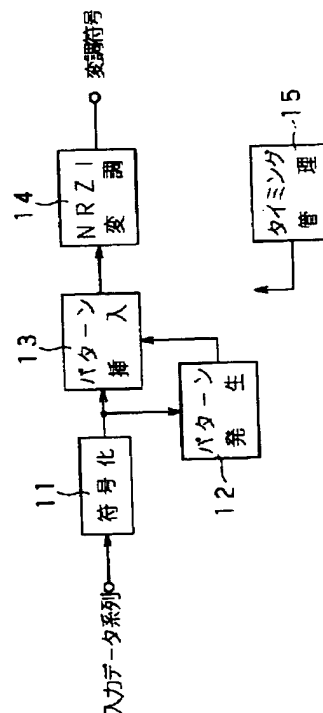 入力データ系列
11
符号化
12
パターン
発生
13
パターン
挿入
14
NRZI
変調
変調符号
15
タイミング
管理